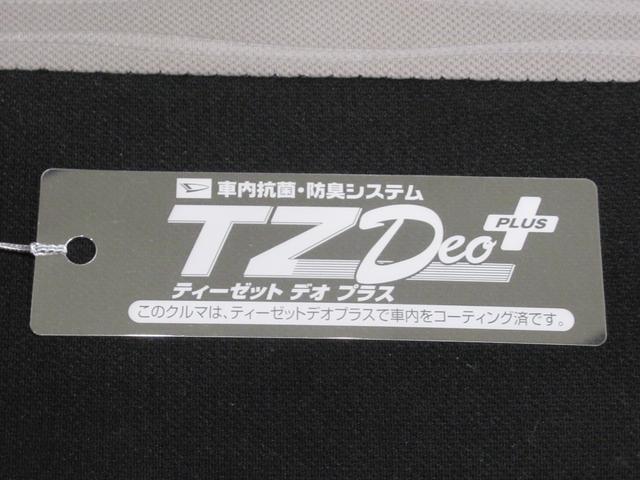 車内抗菌・防臭システム
TZDeo PLUS
ティーゼット デオ プラス
このクルマは、ティーゼットデオプラスで車内をコーティング済です。